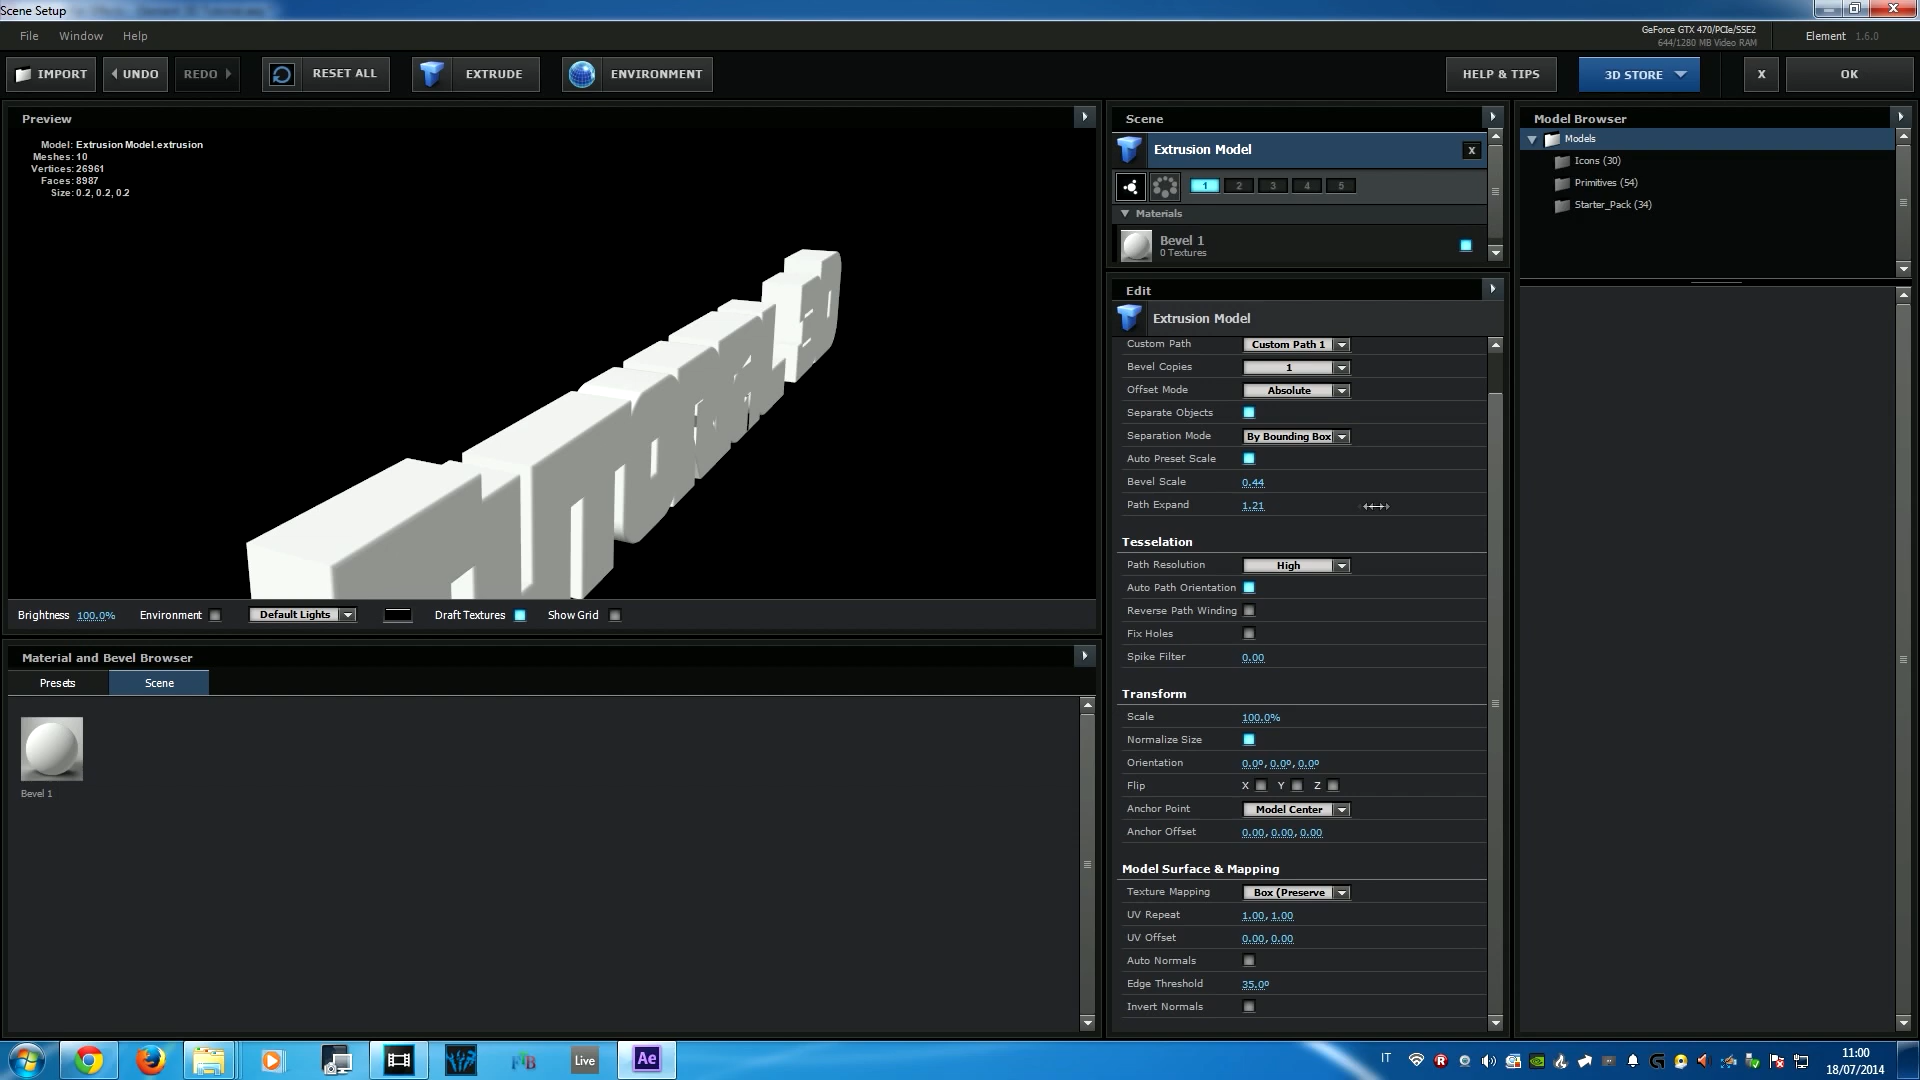 Scene Setup
File Window Help
GeForce GTX 470/PCIe/SSE2
644/1280 MB Video RAM
Element 1.6.0
IMPORT UNDO REDO RESET ALL EXTRUDE ENVIRONMENT HELP & TIPS 3D STORE X OK
Preview
Model: Extrusion Model.extrusion
Meshes: 10
Vertices: 26961
Faces: 8987
Size: 0.2, 0.2, 0.2
Brightness 100.0% Environment Default Lights Draft Textures Show Grid
Material and Bevel Browser
Presets Scene
Bevel 1
Scene
Extrusion Model X
1 2 3 4 5
Materials
Bevel 1
0 Textures
Edit
Extrusion Model
Custom Path Custom Path 1
Bevel Copies 1
Offset Mode Absolute
Separate Objects
Separation Mode By Bounding Box
Auto Preset Scale
Bevel Scale 0.44
Path Expand 1.21
Tesselation
Path Resolution High
Auto Path Orientation
Reverse Path Winding
Fix Holes
Spike Filter 0.00
Transform
Scale 100.0%
Normalize Size
Orientation 0.0º, 0.0º, 0.0º
Flip X Y Z
Anchor Point Model Center
Anchor Offset 0.00, 0.00, 0.00
Model Surface & Mapping
Texture Mapping Box (Preserve
UV Repeat 1.00, 1.00
UV Offset 0.00, 0.00
Auto Normals
Edge Threshold 35.0º
Invert Normals
Model Browser
Models
Icons (30)
Primitives (54)
Starter_Pack (34)
Live Ae IT 11:00
18/07/2014